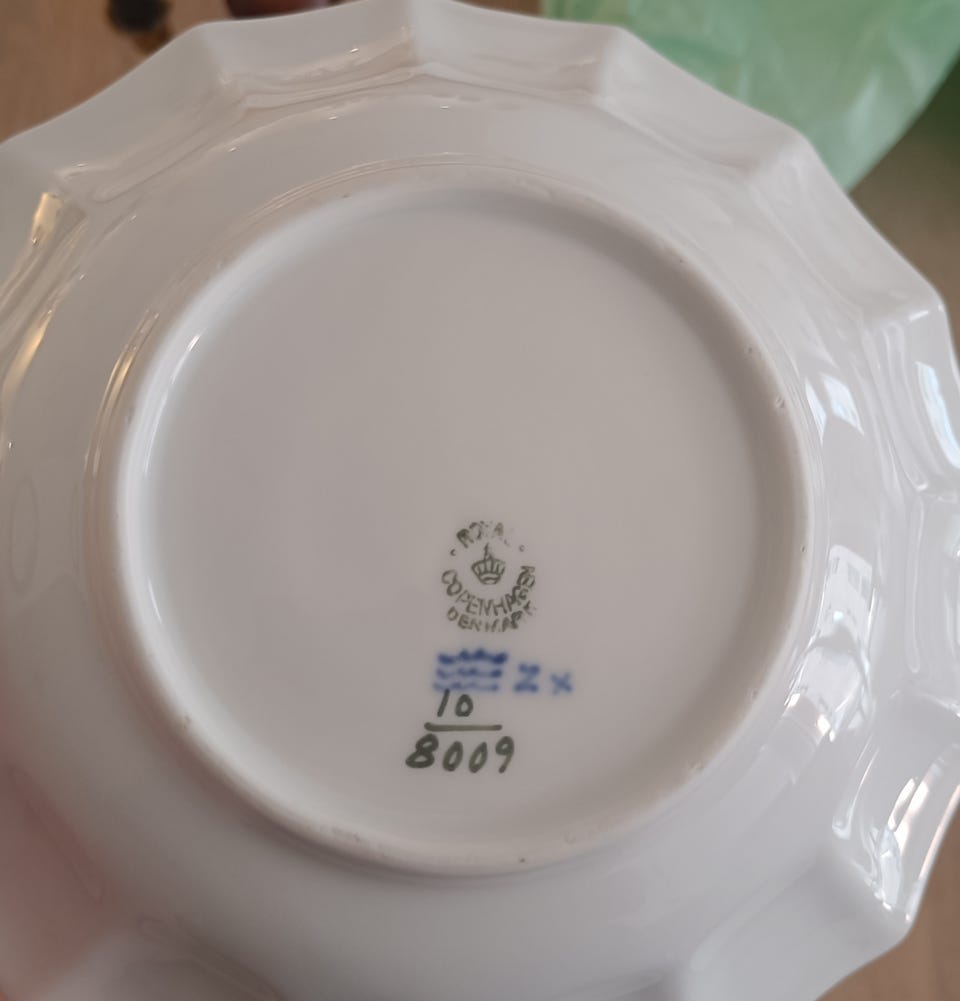 ROYAL
COPENHAGEN
DENMARK
Z x
10
8009